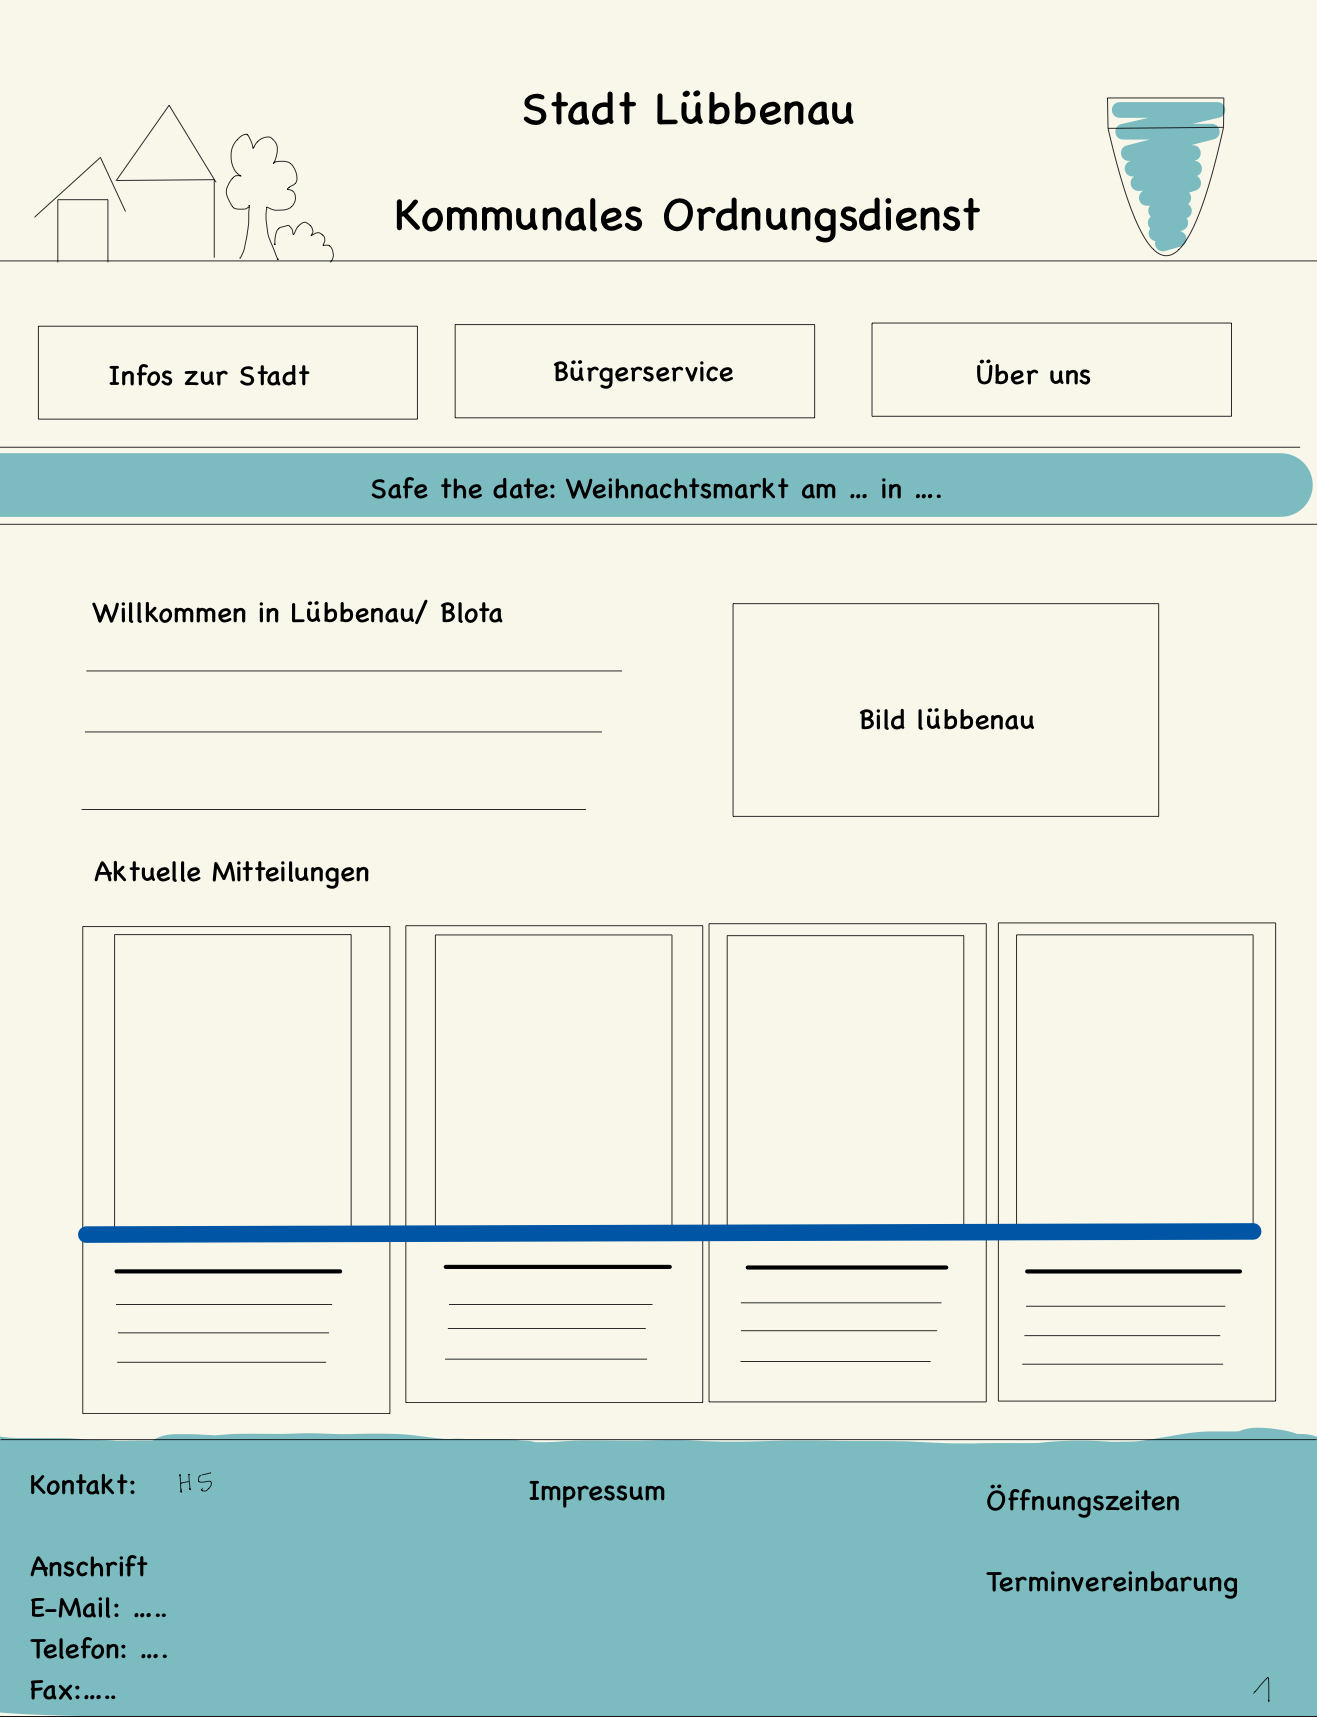 Stadt Lübbenau
Kommunales Ordnungsdienst
Infos zur Stadt
Bürgerservice
Über uns
Safe the date: Weihnachtsmarkt am ... in ....
Willkommen in Lübbenau/ Blota
Bild lübbenau
Aktuelle Mitteilungen
Kontakt: H5
Anschrift
E-Mail: .....
Telefon: ....
Fax:.....
Impressum
Öffnungszeiten
Terminvereinbarung
1